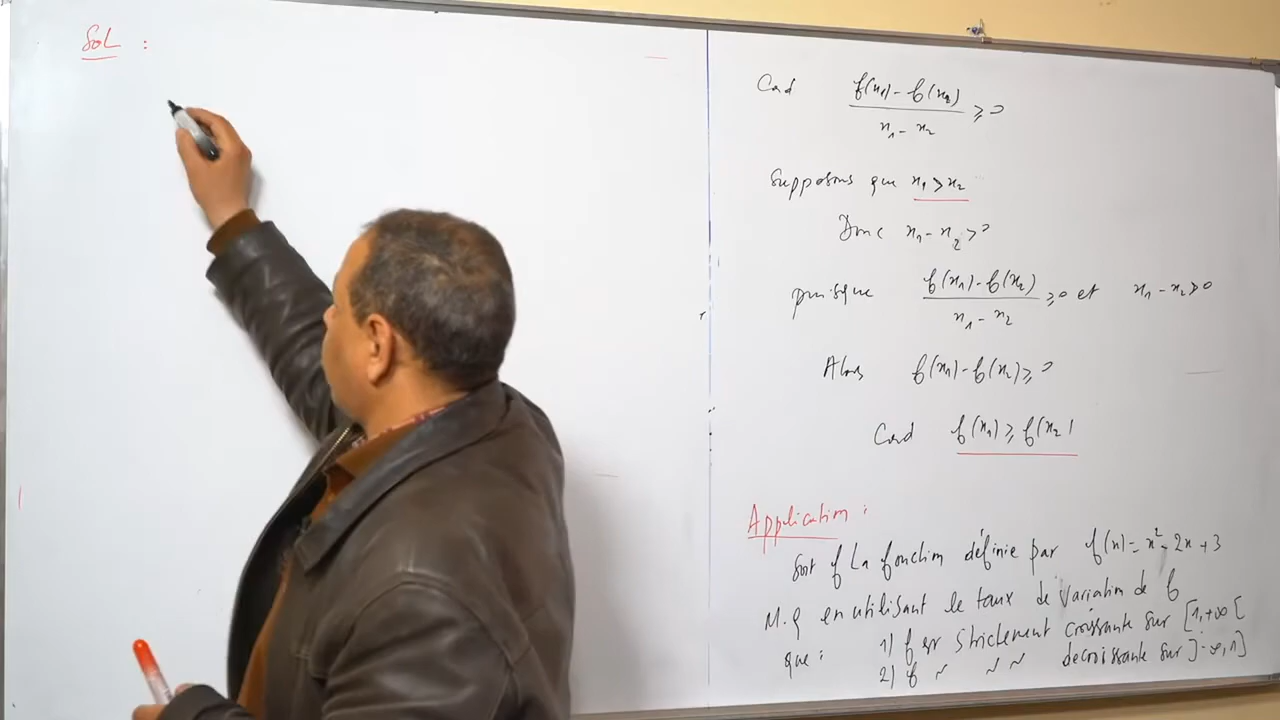 Sol :
Cad f(x₁) - f(x₂) / x₁ - x₂ ≥ 0
Supposons que x₁ > x₂
Donc x₁ - x₂ > 0
puisque f(x₁) - f(x₂) / x₁ - x₂ ≥ 0 et x₁ - x₂ > 0
Alors f(x₁) - f(x₂) ≥ 0
Cad f(x₁) ≥ f(x₂)
Application :
Soit f la fonction définie par f(x) = x² - 2x + 3
M.q en utilisant le taux de variation de f
que : 1) f est strictement croissante sur [1, +∞[
2) f ~ ~ ~ decroissante sur ]-∞, 1]